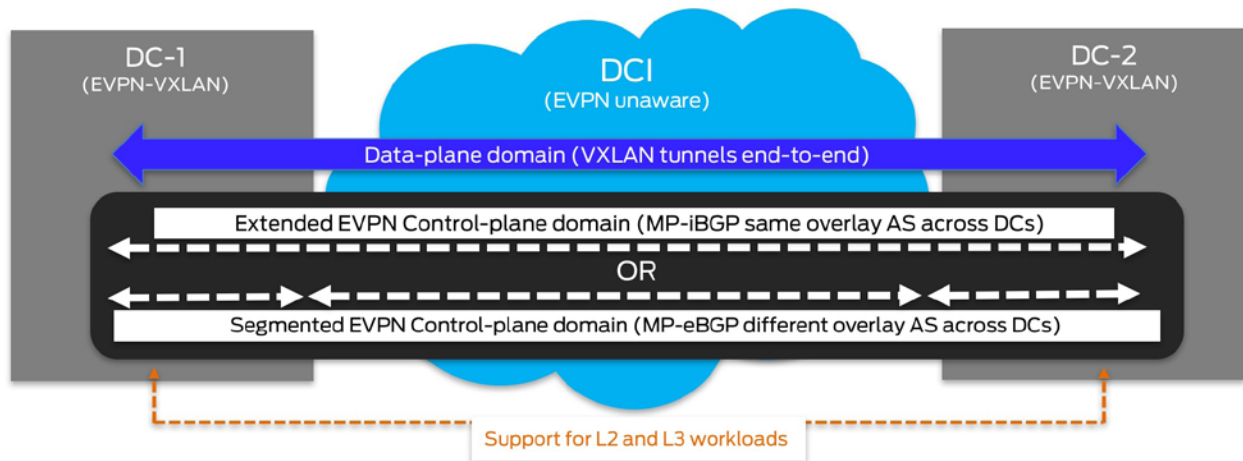 DC-1
(EVPN-VXLAN)
DCI
(EVPN unaware)
DC-2
(EVPN-VXLAN)
Data-plane domain (VXLAN tunnels end-to-end)
Extended EVPN Control-plane domain (MP-iBGP same overlay AS across DCs)
OR
Segmented EVPN Control-plane domain (MP-eBGP different overlay AS across DCs)
Support for L2 and L3 workloads